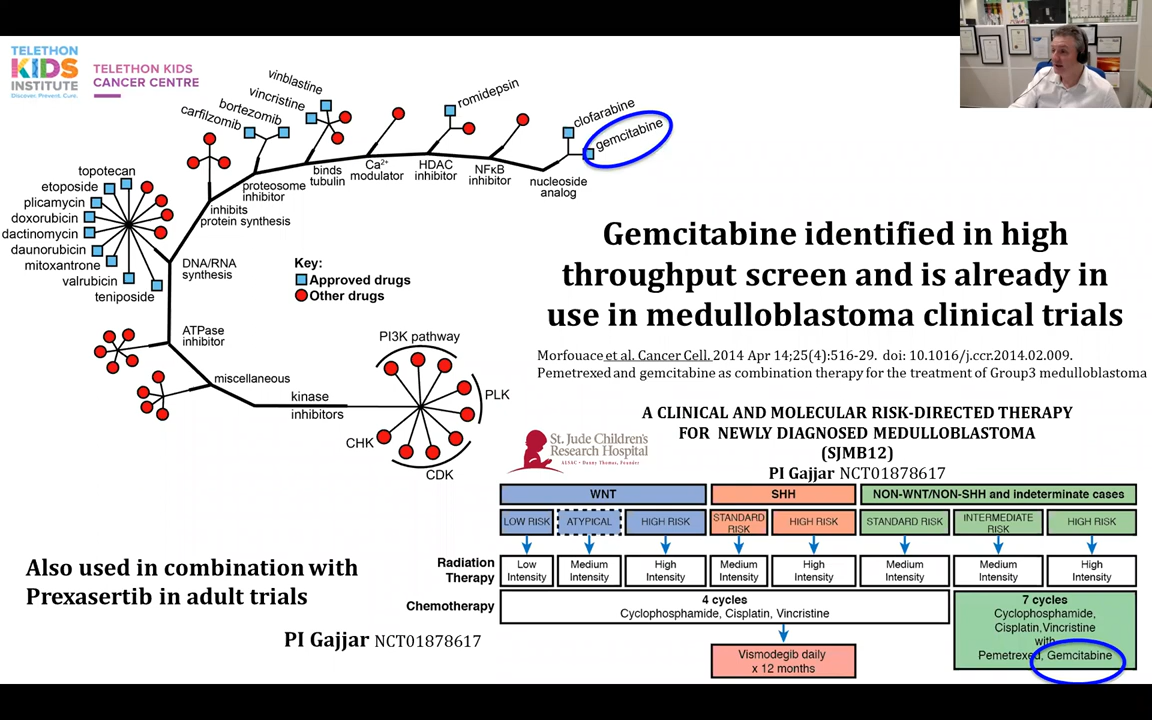 TELETHON
KIDS
INSTITUTE
Discover. Prevent. Cure.
TELETHON KIDS
CANCER CENTRE
vinblastine
vincristine
bortezomib
carfilzomib
romidepsin
clofarabine
gemcitabine
binds
tubulin
Ca2+
modulator
HDAC
inhibitor
NFκB
inhibitor
nucleoside
analog
proteosome
inhibitor
inhibits
protein synthesis
topotecan
etoposide
plicamycin
doxorubicin
dactinomycin
daunorubicin
mitoxantrone
valrubicin
teniposide
DNA/RNA
synthesis
Key:
Approved drugs
Other drugs
ATPase
inhibitor
miscellaneous
kinase
inhibitors
PI3K pathway
PLK
CHK
CDK
Gemcitabine identified in high
throughput screen and is already in
use in medulloblastoma clinical trials
Morfouace et al. Cancer Cell. 2014 Apr 14;25(4):516-29. doi: 10.1016/j.ccr.2014.02.009.
Pemetrexed and gemcitabine as combination therapy for the treatment of Group3 medulloblastoma
A CLINICAL AND MOLECULAR RISK-DIRECTED THERAPY
FOR NEWLY DIAGNOSED MEDULLOBLASTOMA
(SJMB12)
PI Gajjar NCT01878617
St. Jude Children's
Research Hospital
ALSAC • Danny Thomas, Founder
WNT SHH NON-WNT/NON-SHH and indeterminate cases
LOW RISK ATYPICAL HIGH RISK STANDARD RISK HIGH RISK STANDARD RISK INTERMEDIATE RISK HIGH RISK
Radiation Therapy
Low Intensity Medium Intensity High Intensity Medium Intensity High Intensity Medium Intensity Medium Intensity High Intensity
Chemotherapy
4 cycles
Cyclophosphamide, Cisplatin, Vincristine
7 cycles
Cyclophosphamide,
Cisplatin,Vincristine
with
Pemetrexed, Gemcitabine
Vismodegib daily
x 12 months
Also used in combination with
Prexasertib in adult trials
PI Gajjar NCT01878617